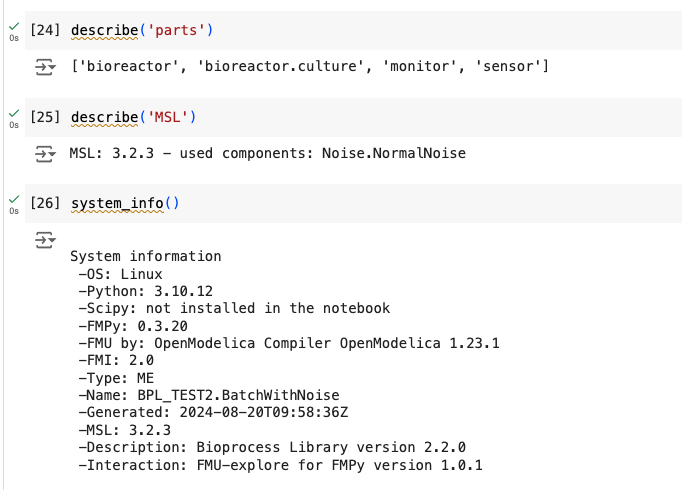 [24] describe('parts')
0s
['bioreactor', 'bioreactor.culture', 'monitor', 'sensor']
[25] describe('MSL')
0s
MSL: 3.2.3 – used components: Noise.NormalNoise
[26] system_info()
0s
System information
–OS: Linux
–Python: 3.10.12
–Scipy: not installed in the notebook
–FMPy: 0.3.20
–FMU by: OpenModelica Compiler OpenModelica 1.23.1
–FMI: 2.0
–Type: ME
–Name: BPL_TEST2.BatchWithNoise
–Generated: 2024-08-20T09:58:36Z
–MSL: 3.2.3
–Description: Bioprocess Library version 2.2.0
–Interaction: FMU-explore for FMPy version 1.0.1